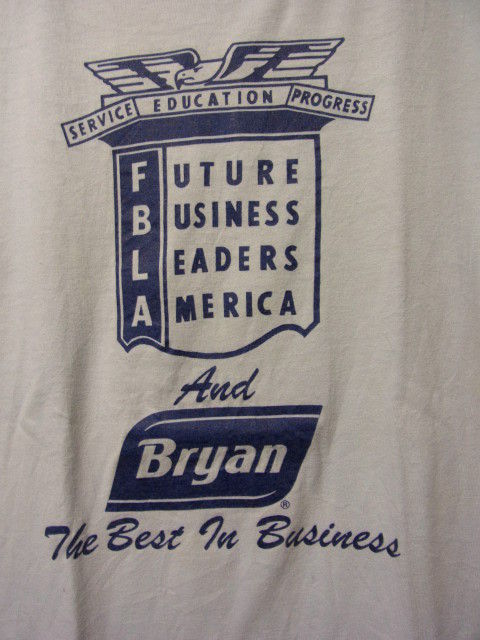 SERVICE EDUCATION PROGRESS
FUTURE
BUSINESS
LEADERS
AMERICA
And
Bryan ®
The Best In Business